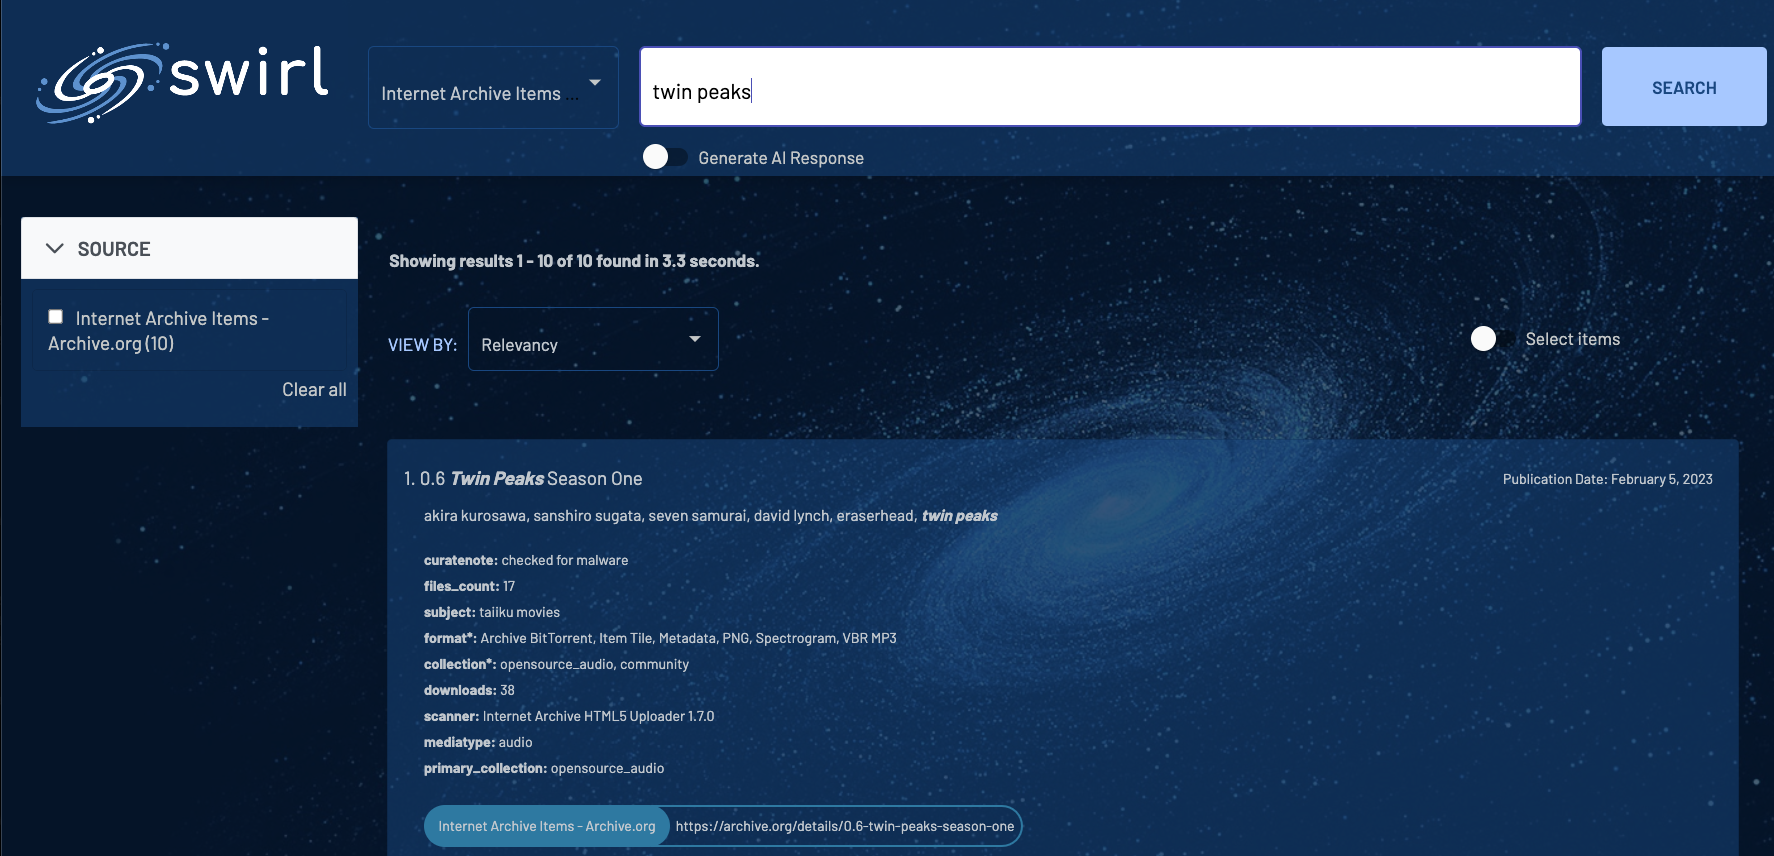 swirl
Internet Archive Items ...
twin peaks
SEARCH
Generate AI Response
SOURCE
Internet Archive Items -
Archive.org (10)
Clear all
Showing results 1 - 10 of 10 found in 3.3 seconds.
VIEW BY:
Relevancy
Select items
1. 0.6 Twin Peaks Season One
Publication Date: February 5, 2023
akira kurosawa, sanshiro sugata, seven samurai, david lynch, eraserhead, twin peaks
curatenote: checked for malware
files_count: 17
subject: taiiku movies
format*: Archive BitTorrent, Item Tile, Metadata, PNG, Spectrogram, VBR MP3
collection*: opensource_audio, community
downloads: 38
scanner: Internet Archive HTML5 Uploader 1.7.0
mediatype: audio
primary_collection: opensource_audio
Internet Archive Items - Archive.org https://archive.org/details/0.6-twin-peaks-season-one